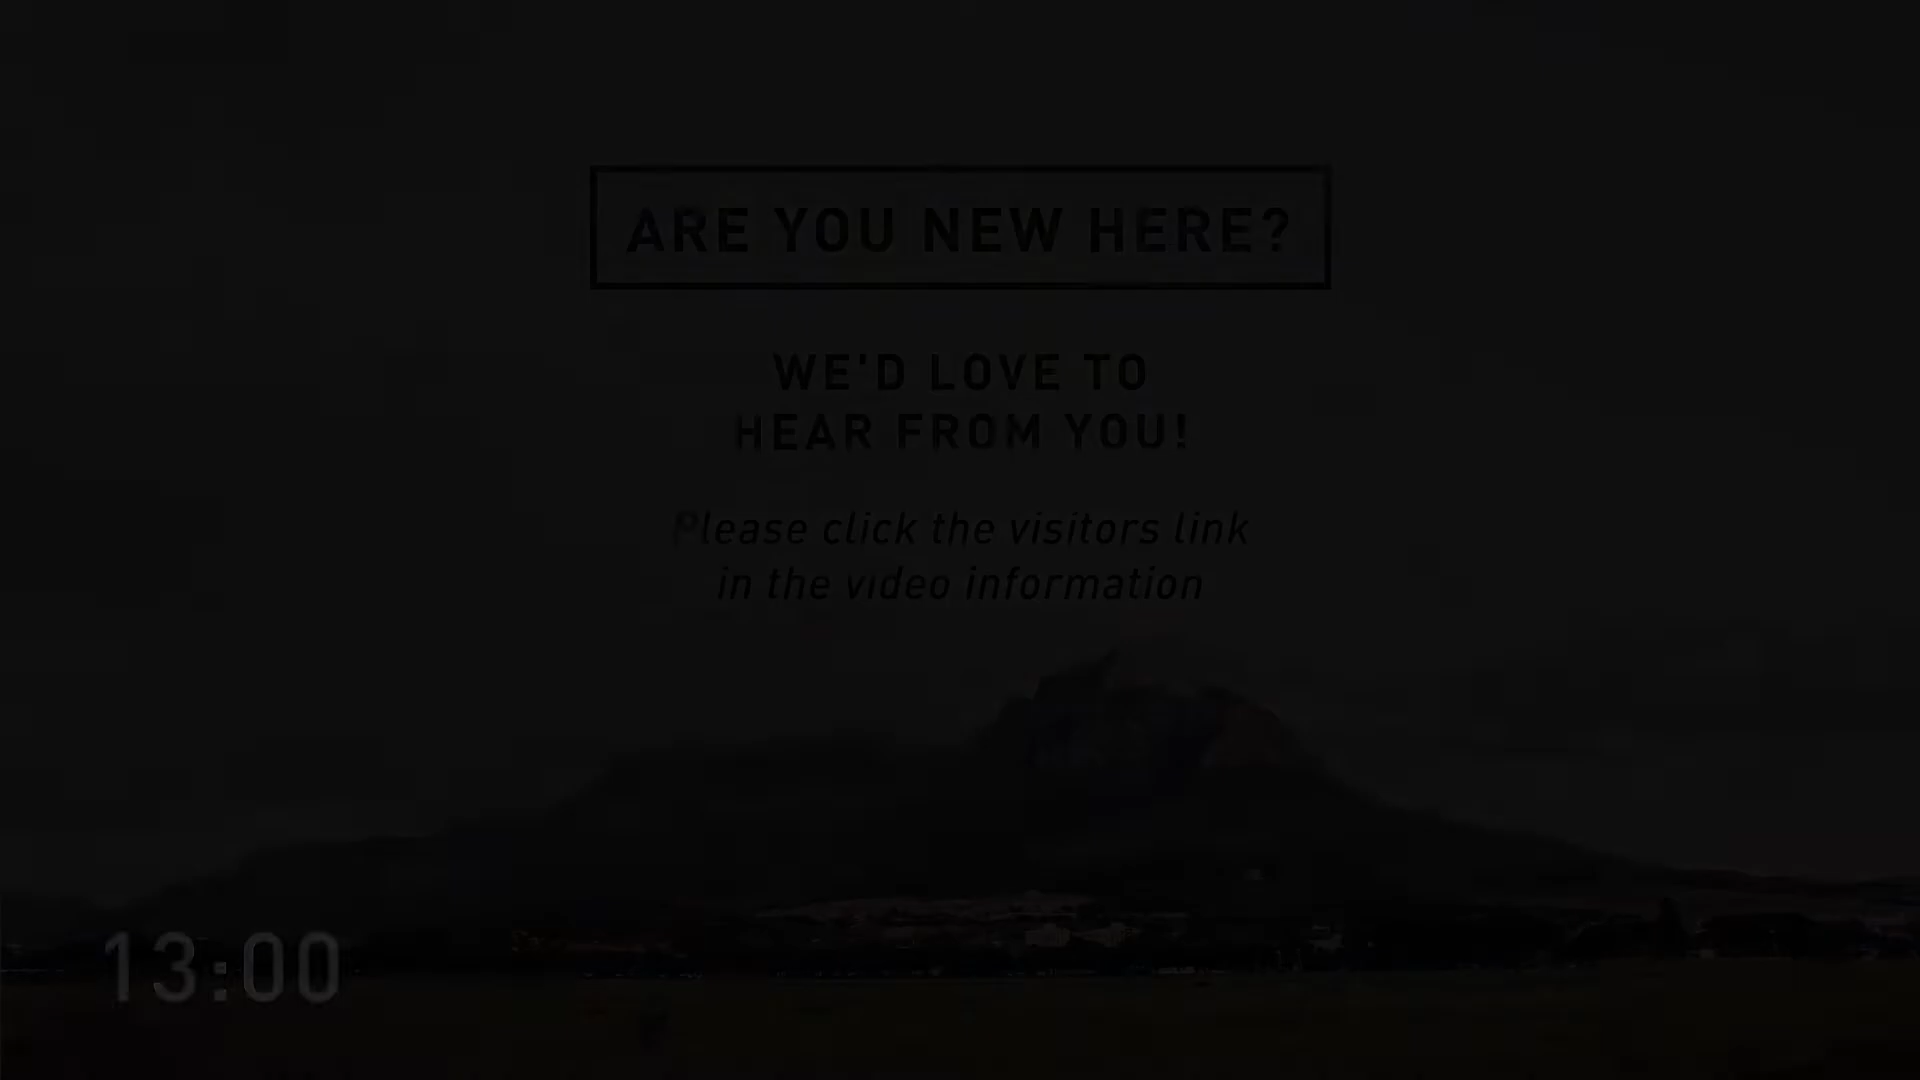 ARE YOU NEW HERE?
WE'D LOVE TO
HEAR FROM YOU!
Please click the visitors link
in the video information
13:00